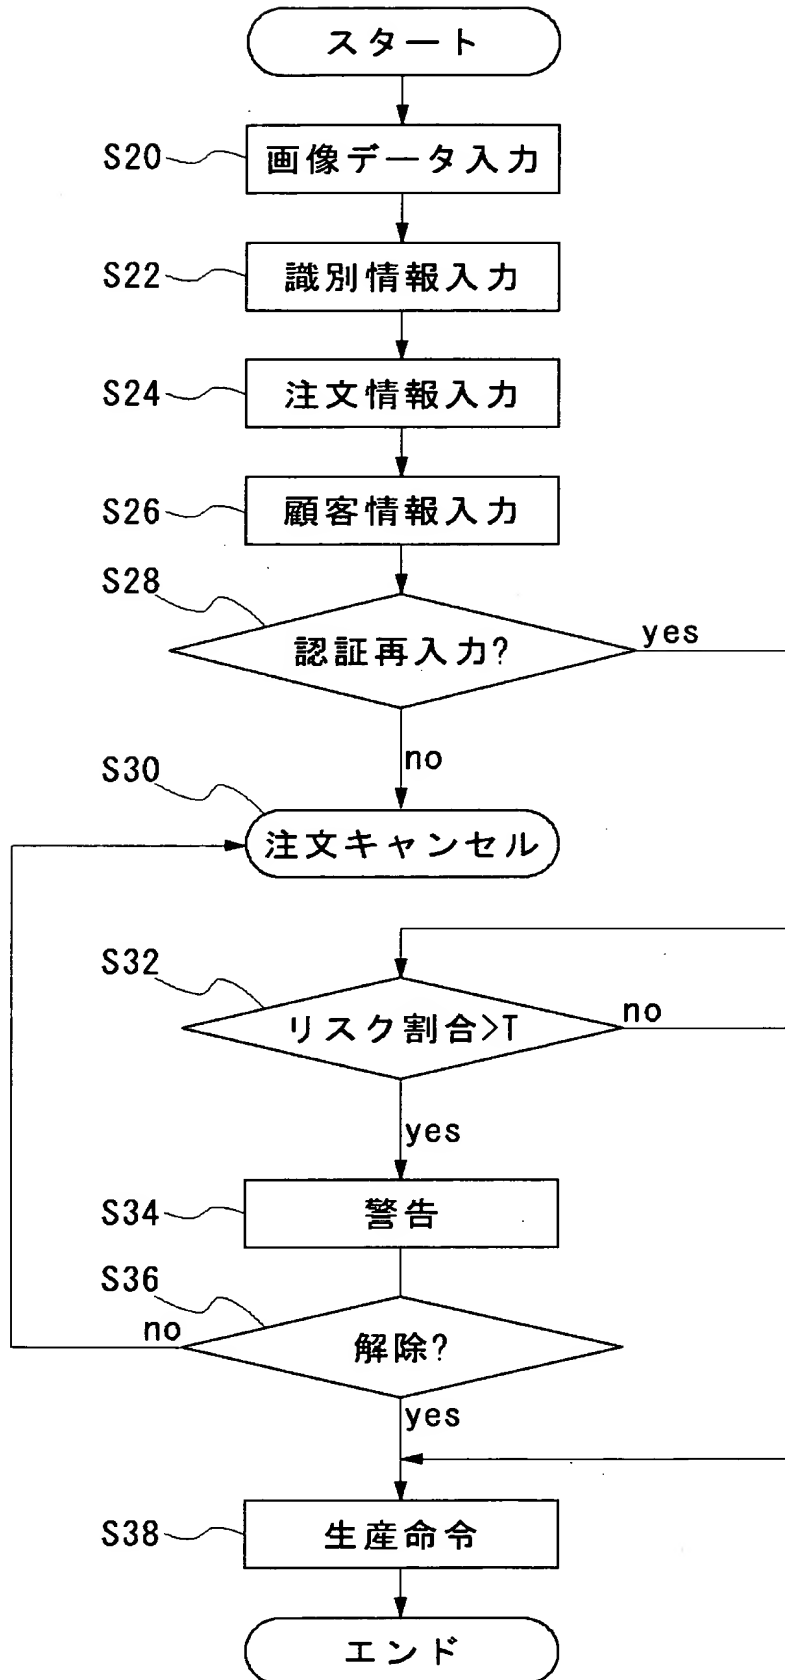 スタート
S20
画像データ入力
S22
識別情報入力
S24
注文情報入力
S26
顧客情報入力
S28
認証再入力?
yes
no
S30
注文キャンセル
S32
リスク割合>T
no
yes
S34
警告
S36
no
解除?
yes
S38
生産命令
エンド